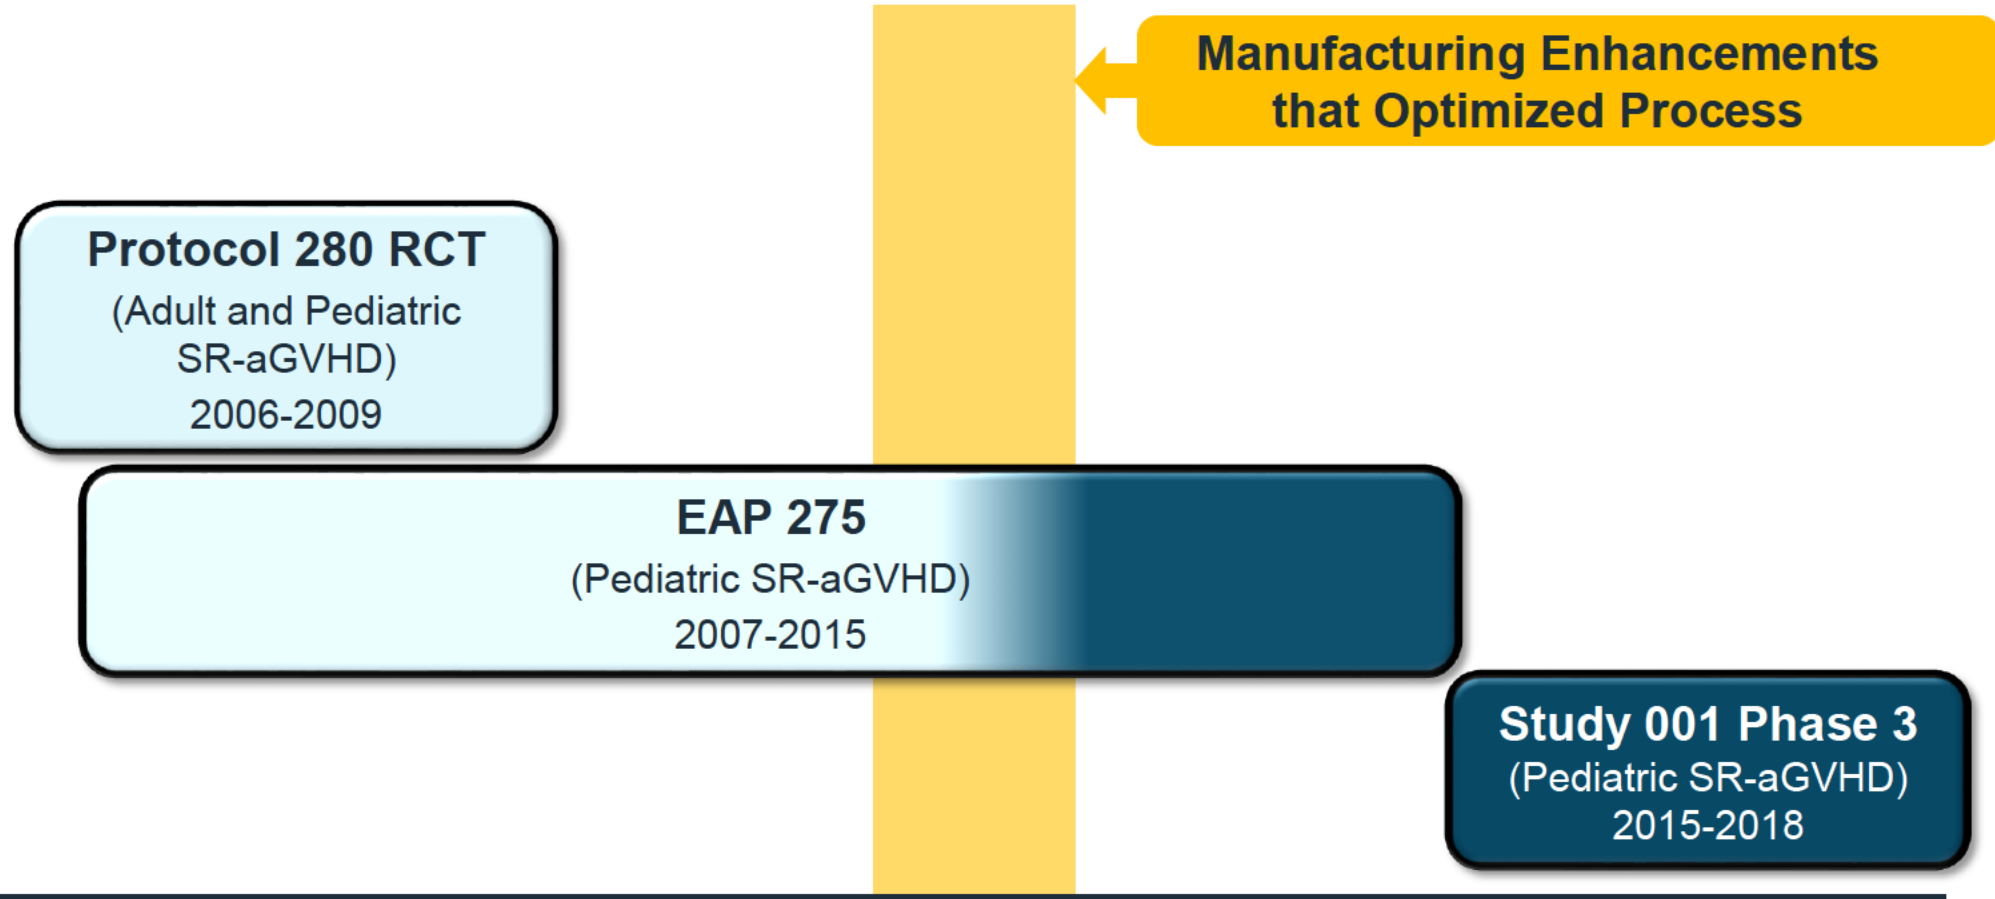 Manufacturing Enhancements
that Optimized Process
Protocol 280 RCT
(Adult and Pediatric
SR-aGVHD)
2006-2009
EAP 275
(Pediatric SR-aGVHD)
2007-2015
Study 001 Phase 3
(Pediatric SR-aGVHD)
2015-2018